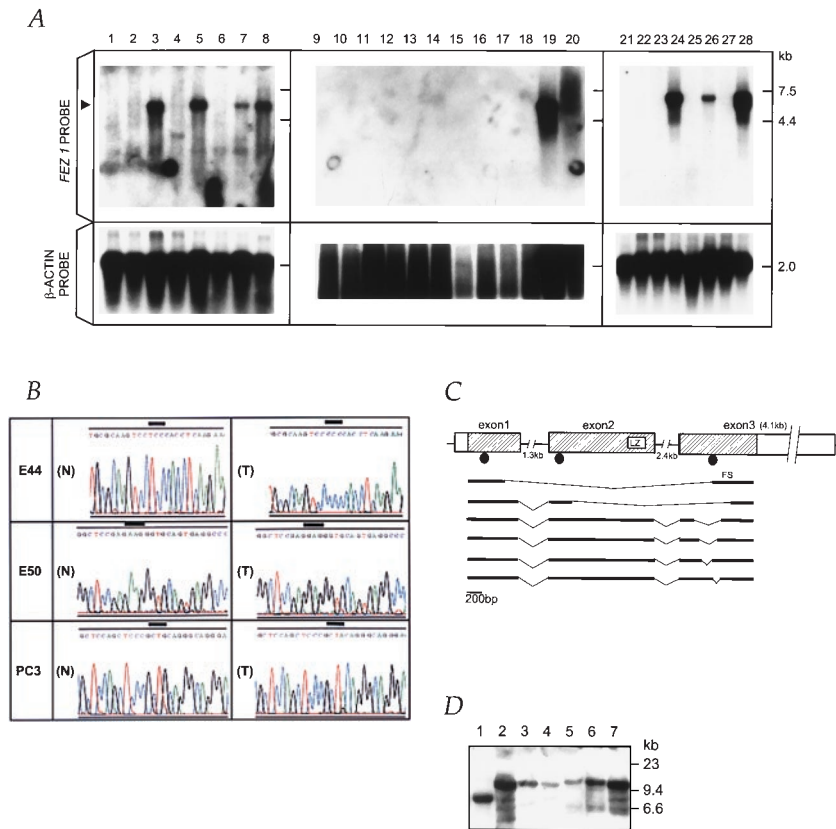 A
1 2 3 4 5 6 7 8 9 10 11 12 13 14 15 16 17 18 19 20 21 22 23 24 25 26 27 28 kb
FEZ 1 PROBE
7.5
4.4
β-ACTIN PROBE
2.0
B
E44 (N) (T)
E50 (N) (T)
GGCTCCGAGGAGGGTGCAGTGAGGCCC
PC3 (N) (T)
C
exon1 exon2 exon3 (4.1kb)
LZ
1.3kb 2.4kb
FS
200bp
D
1 2 3 4 5 6 7 kb
23
9.4
6.6